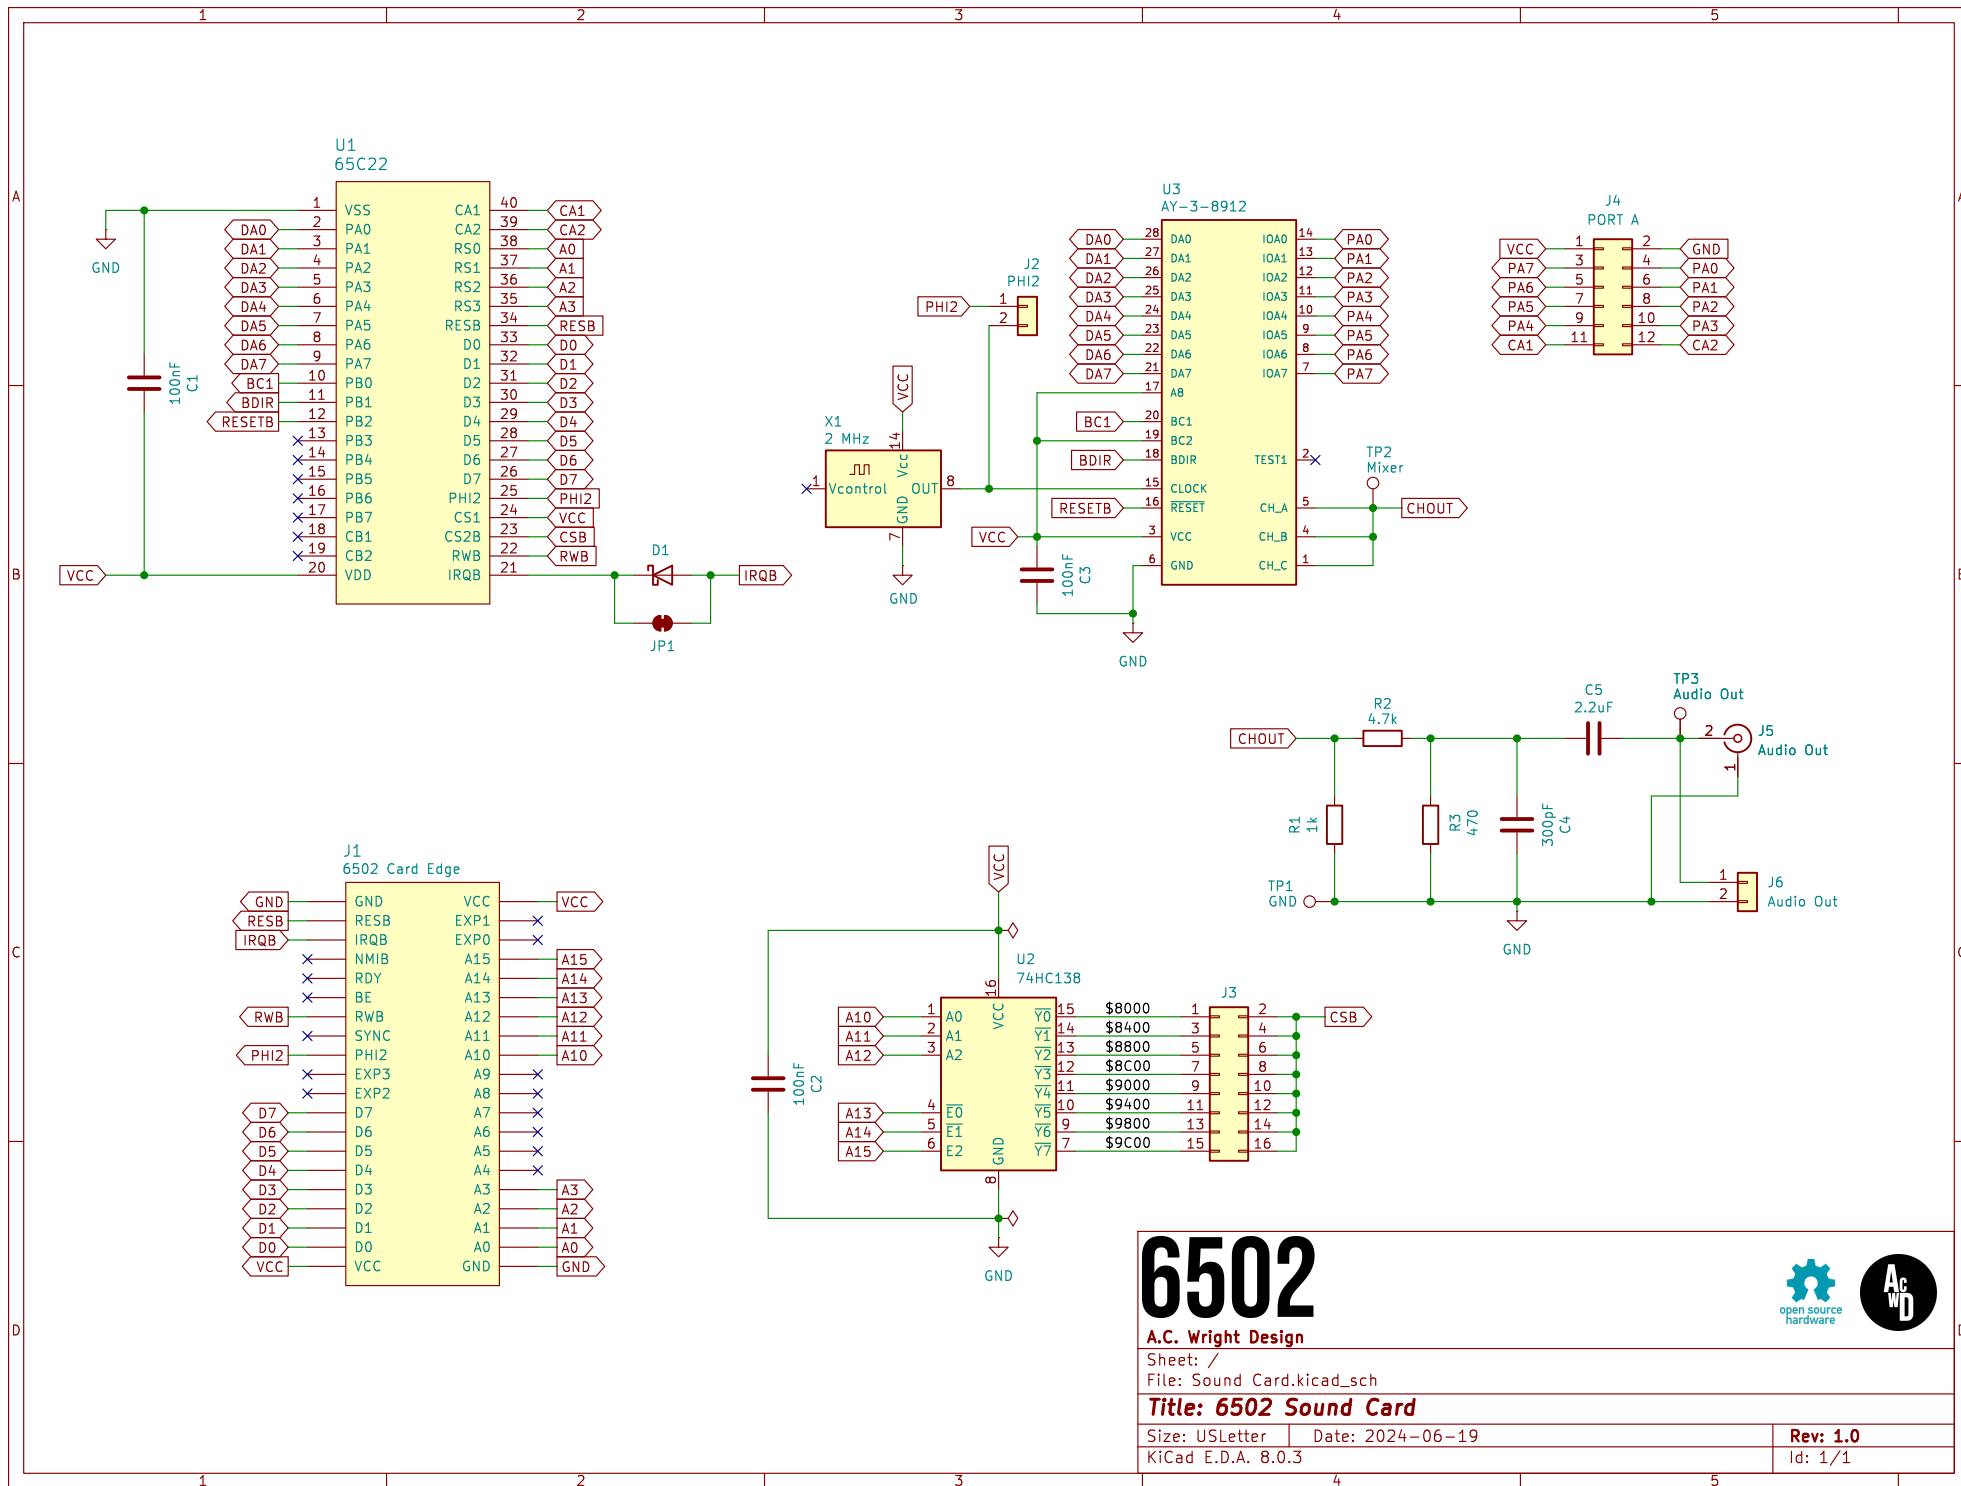 1 2 3 4 5
A
B
C
D
U1
65C22
1 VSS CA1 40 CA1
DA0 2 PA0 CA2 39 CA2
DA1 3 PA1 RS0 38 A0
DA2 4 PA2 RS1 37 A1
DA3 5 PA3 RS2 36 A2
DA4 6 PA4 RS3 35 A3
DA5 7 PA5 RESB 34 RESB
DA6 8 PA6 D0 33 D0
DA7 9 PA7 D1 32 D1
BC1 10 PB0 D2 31 D2
BDIR 11 PB1 D3 30 D3
RESETB 12 PB2 D4 29 D4
13 PB3 D5 28 D5
14 PB4 D6 27 D6
15 PB5 D7 26 D7
16 PB6 PHI2 25 PHI2
17 PB7 CS1 24 VCC
18 CB1 CS2B 23 CSB
19 CB2 RWB 22 RWB
VCC 20 VDD IRQB 21
GND
100nF
C1
D1
IRQB
JP1
J2
PHI2
PHI2 1
2
X1
2 MHz
VCC
14
Vcc
1 Vcontrol OUT 8
GND
7
GND
U3
AY-3-8912
DA0 28 DA0 IOA0 14 PA0
DA1 27 DA1 IOA1 13 PA1
DA2 26 DA2 IOA2 12 PA2
DA3 25 DA3 IOA3 11 PA3
DA4 24 DA4 IOA4 10 PA4
DA5 23 DA5 IOA5 9 PA5
DA6 22 DA6 IOA6 8 PA6
DA7 21 DA7 IOA7 7 PA7
17 A8
BC1 20 BC1
19 BC2
BDIR 18 BDIR TEST1 2
15 CLOCK
RESETB 16 RESET CH_A 5 CHOUT
VCC 3 VCC CH_B 4
6 GND CH_C 1
TP2
Mixer
100nF
C3
GND
J4
PORT A
VCC 1 2 GND
PA7 3 4 PA0
PA6 5 6 PA1
PA5 7 8 PA2
PA4 9 10 PA3
CA1 11 12 CA2
CHOUT
R2
4.7k
C5
2.2uF
TP3
Audio Out
2
1
J5
Audio Out
R1
1k
R3
470
300pF
C4
TP1
GND
GND
1
2
J6
Audio Out
J1
6502 Card Edge
GND GND VCC VCC
RESB RESB EXP1
IRQB IRQB EXP0
NMIB A15 A15
RDY A14 A14
BE A13 A13
RWB RWB A12 A12
SYNC A11 A11
PHI2 PHI2 A10 A10
EXP3 A9
EXP2 A8
D7 D7 A7
D6 D6 A6
D5 D5 A5
D4 D4 A4
D3 D3 A3 A3
D2 D2 A2 A2
D1 D1 A1 A1
D0 D0 A0 A0
VCC VCC GND GND
VCC
U2
74HC138
16
VCC
A10 1 A0 Y0 15 $8000 1 2 CSB
A11 2 A1 Y1 14 $8400 3 4
A12 3 A2 Y2 13 $8800 5 6
Y3 12 $8C00 7 8
Y4 11 $9000 9 10
A13 4 E0 Y5 10 $9400 11 12
A14 5 E1 Y6 9 $9800 13 14
A15 6 E2 Y7 7 $9C00 15 16
J3
100nF
C2
GND
8
GND
6502
A.C. Wright Design
open source
hardware
ACWD
Sheet: /
File: Sound Card.kicad_sch
Title: 6502 Sound Card
Size: USLetter Date: 2024-06-19 Rev: 1.0
KiCad E.D.A. 8.0.3 Id: 1/1
A
B
C
D
1 2 3 4 5